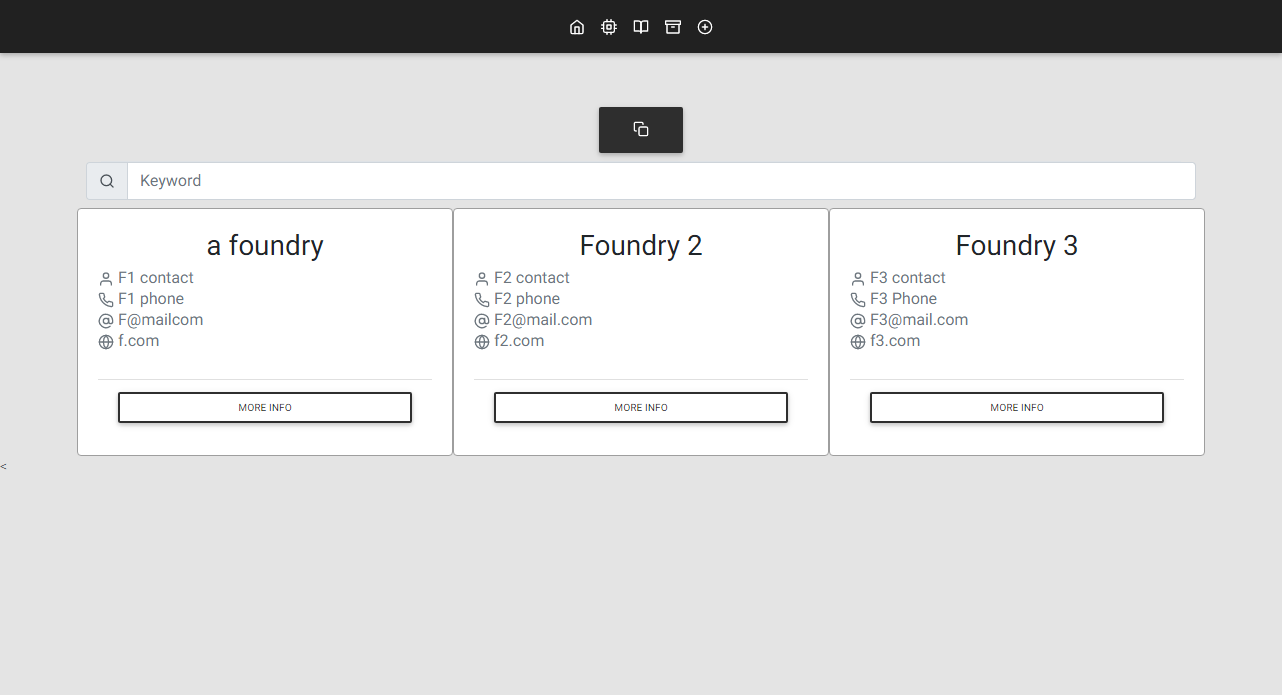 Keyword
a foundry
F1 contact
F1 phone
F@mailcom
f.com
MORE INFO
Foundry 2
F2 contact
F2 phone
F2@mail.com
f2.com
MORE INFO
Foundry 3
F3 contact
F3 Phone
F3@mail.com
f3.com
MORE INFO
<